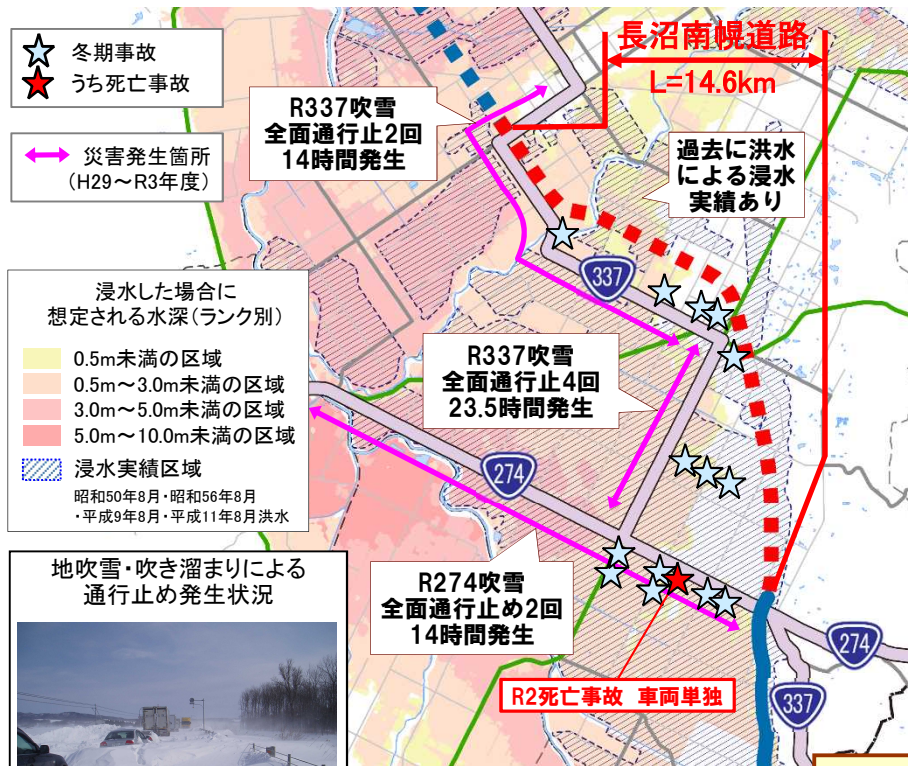 冬期事故
うち死亡事故
災害発生箇所
(H29～R3年度)
長沼南幌道路
L=14.6km
R337吹雪
全面通行止2回
14時間発生
過去に洪水
による浸水
実績あり
337
浸水した場合に
想定される水深(ランク別)
0.5m未満の区域
0.5m～3.0m未満の区域
3.0m～5.0m未満の区域
5.0m～10.0m未満の区域
浸水実績区域
昭和50年8月・昭和56年8月
・平成9年8月・平成11年8月洪水
R337吹雪
全面通行止4回
23.5時間発生
274
地吹雪・吹き溜まりによる
通行止め発生状況
R274吹雪
全面通行止め2回
14時間発生
R2死亡事故 車両単独
274
337